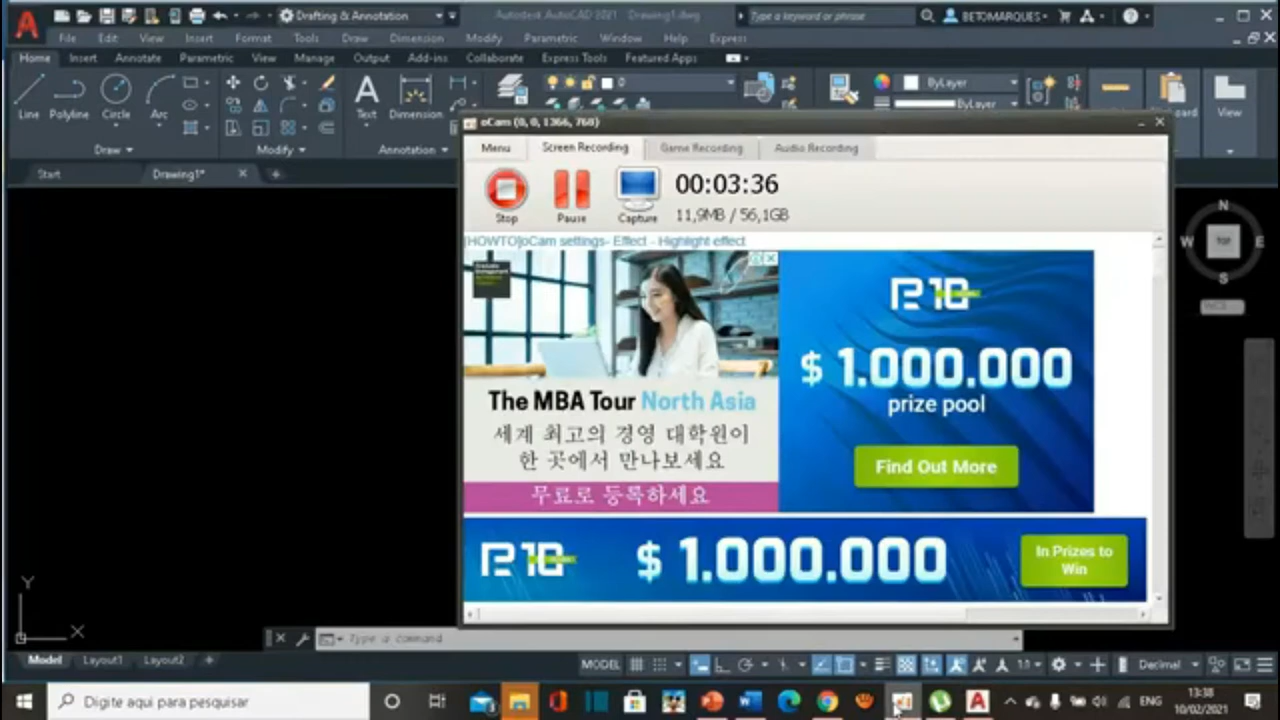 Drafting & Annotation
Autodesk AutoCAD 2021 Drawing1.dwg
Type a keyword or phrase
BETOMARQUES
File Edit View Insert Format Tools Draw Dimension Modify Parametric Window Help Express
Home Insert Annotate Parametric View Manage Output Add-ins Collaborate Express Tools Featured Apps
0
ByLayer
ByLayer
Line Polyline Circle Arc Text Dimension View
Draw Modify Annotation
Start Drawing1*
oCam (0, 0, 1366, 768)
Menu Screen Recording Game Recording Audio Recording
00:03:36
11,9MB / 56,1GB
Stop Pause Capture
[HOWTO]oCam settings- Effect - Highlight effect
The MBA Tour North Asia
세계 최고의 경영 대학원이
한 곳에서 만나보세요
무료로 등록하세요
$ 1.000.000
prize pool
Find Out More
$ 1.000.000
In Prizes to
Win
N
W TOP E
S
WCS
Y
X
Type a command
Model Layout1 Layout2
MODEL
1:1
Decimal
Digite aqui para pesquisar
ENG
13:38
10/02/2021